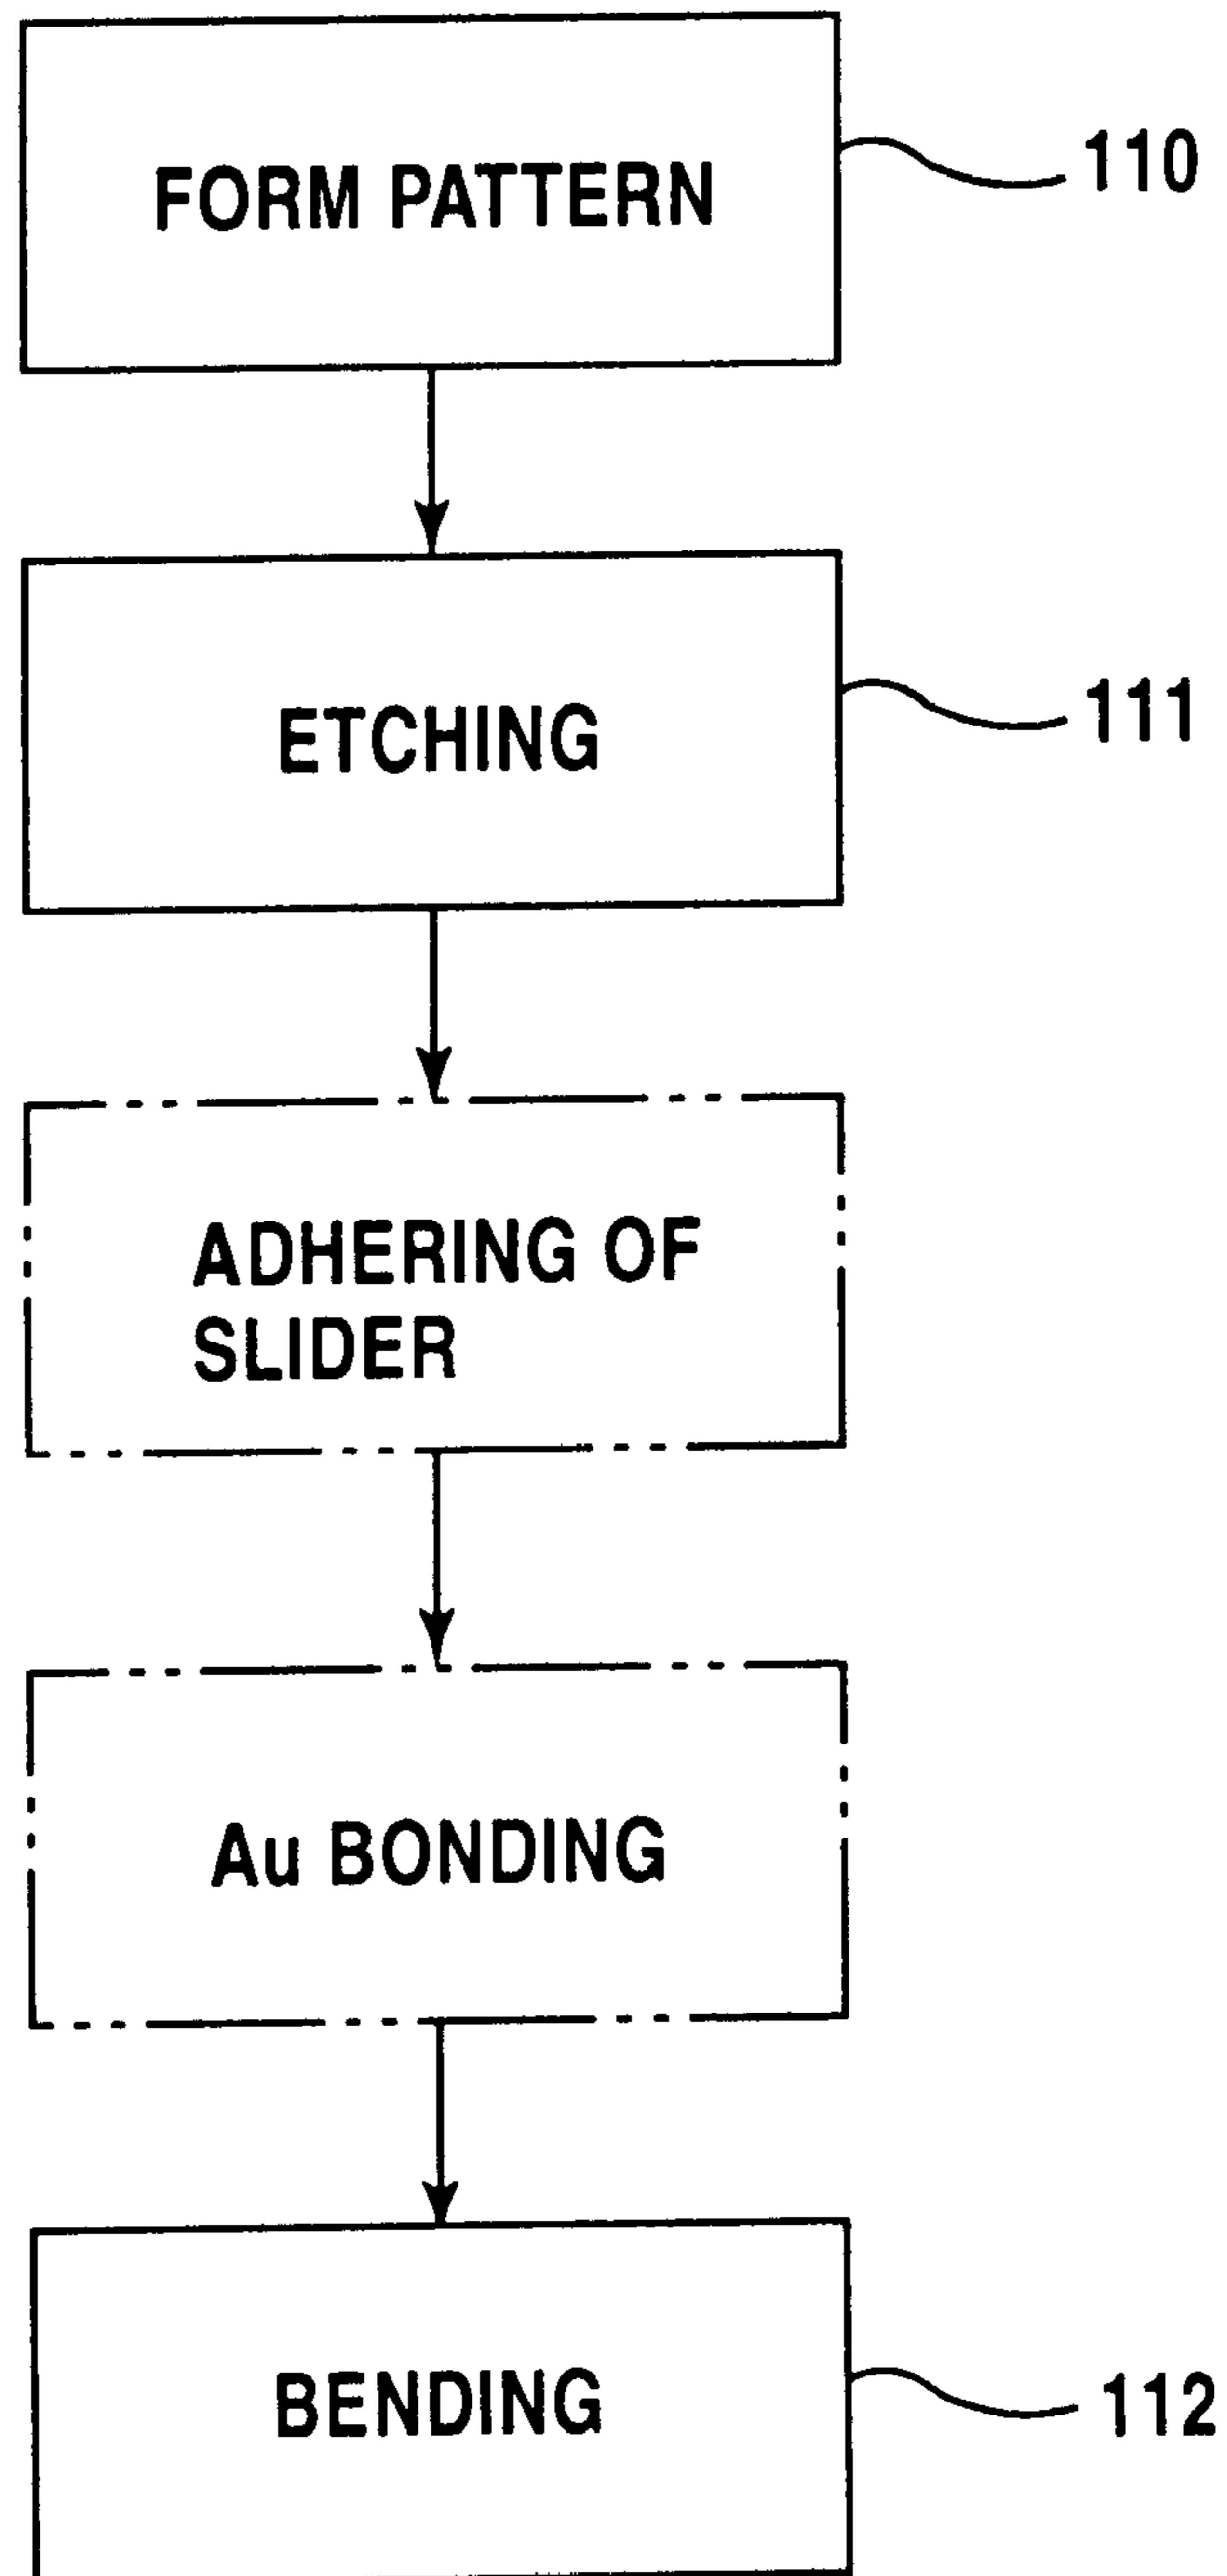 FORM PATTERN
110
ETCHING
111
ADHERING OF
SLIDER
Au BONDING
BENDING
112